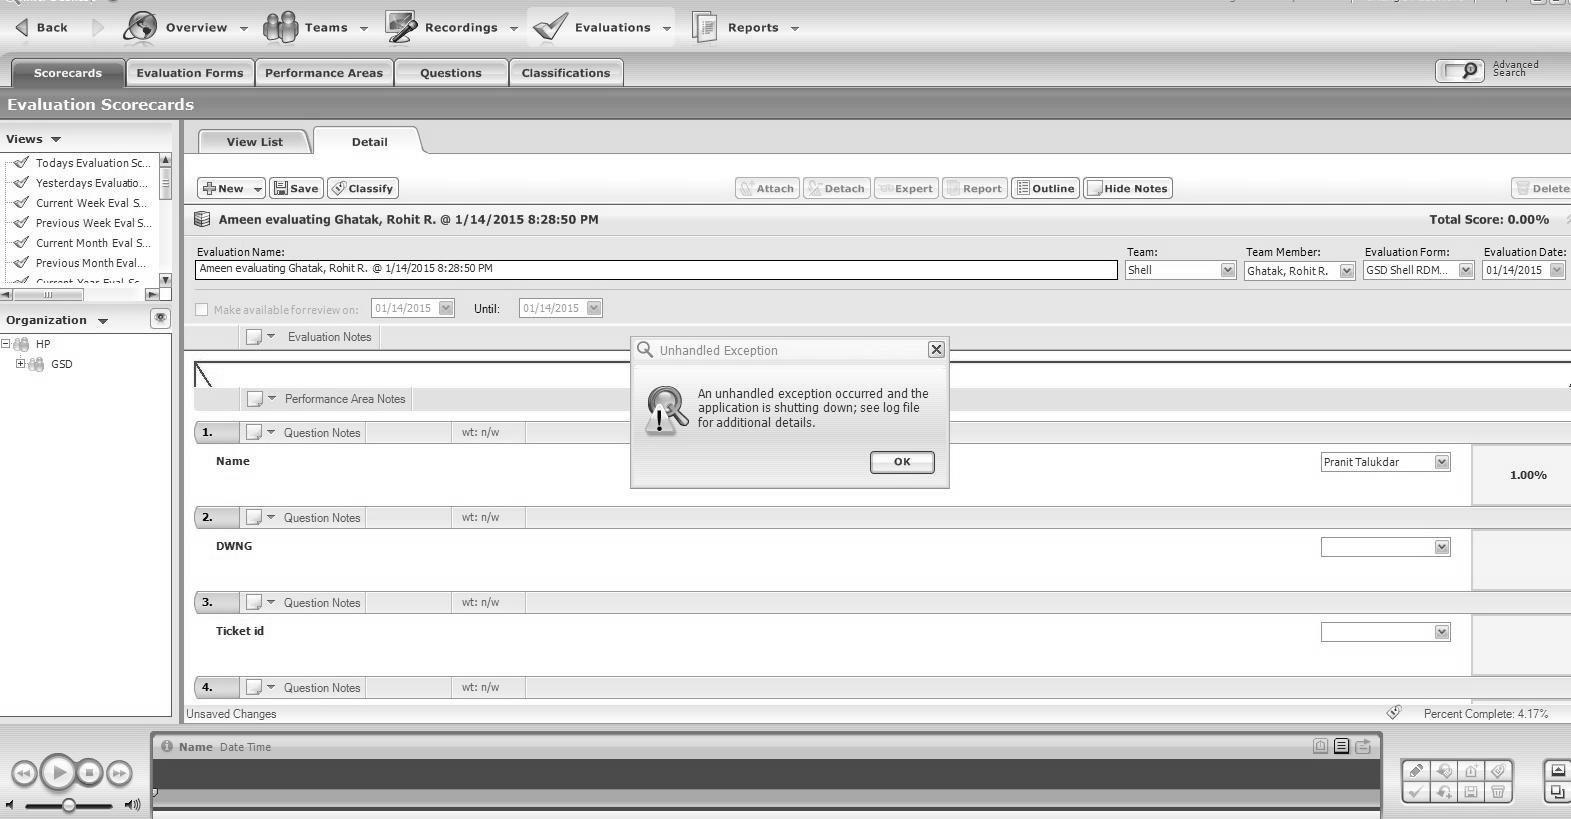 Back
Overview
Teams
Recordings
Evaluations
Reports
Scorecards
Evaluation Forms
Performance Areas
Questions
Classifications
Advanced
Search
Evaluation Scorecards
Views
Todays Evaluation Sc...
Yesterdays Evaluatio...
Current Week Eval S...
Previous Week Eval S...
Current Month Eval S...
Previous Month Eval...
Current Year Eval Sc
Organization
HP
GSD
View List
Detail
New
Save
Classify
Attach
Detach
Expert
Report
Outline
Hide Notes
Delete
Ameen evaluating Ghatak, Rohit R. @ 1/14/2015 8:28:50 PM
Total Score: 0.00%
Evaluation Name:
Team:
Team Member:
Evaluation Form:
Evaluation Date:
Ameen evaluating Ghatak, Rohit R. @ 1/14/2015 8:28:50 PM
Shell
Ghatak, Rohit R.
GSD Shell RDM...
01/14/2015
Make available for review on:
01/14/2015
Until:
01/14/2015
Evaluation Notes
Unhandled Exception
An unhandled exception occurred and the
application is shutting down; see log file
for additional details.
OK
Performance Area Notes
1.
Question Notes
wt: n/w
Name
Pranit Talukdar
1.00%
2.
Question Notes
wt: n/w
DWNG
3.
Question Notes
wt: n/w
Ticket id
4.
Question Notes
wt: n/w
Unsaved Changes
Percent Complete: 4.17%
Name Date Time